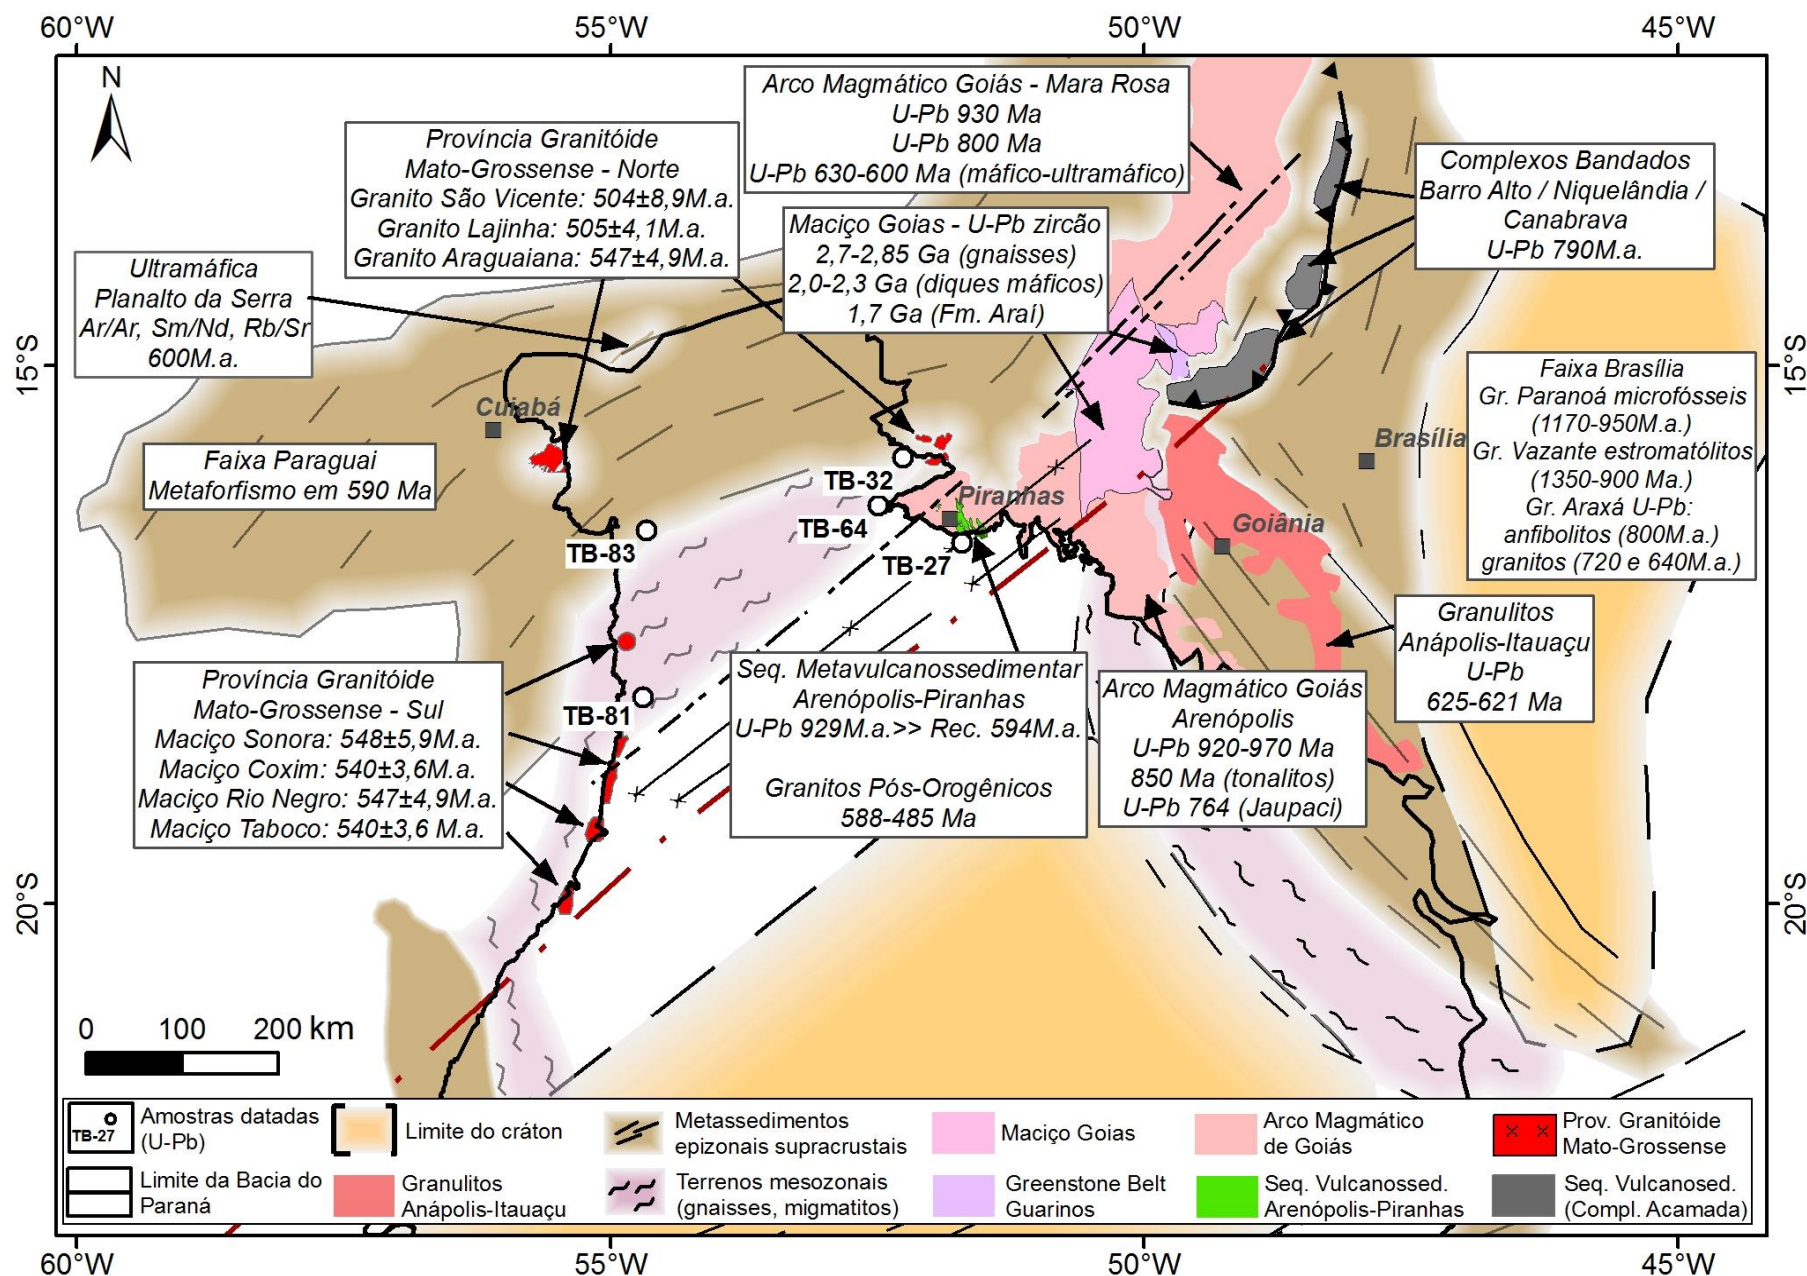 60°W
55°W
50°W
45°W
N
Arco Magmático Goiás - Mara Rosa
U-Pb 930 Ma
U-Pb 800 Ma
U-Pb 630-600 Ma (máfico-ultramáfico)
Província Granitóide
Mato-Grossense - Norte
Granito São Vicente: 504±8,9M.a.
Granito Lajinha: 505±4,1M.a.
Granito Araguaiana: 547±4,9M.a.
Complexos Bandados
Barro Alto / Niquelândia /
Canabrava
U-Pb 790M.a.
Maciço Goias - U-Pb zircão
2,7-2,85 Ga (gnaisses)
2,0-2,3 Ga (diques máficos)
1,7 Ga (Fm. Araí)
Ultramáfica
Planalto da Serra
Ar/Ar, Sm/Nd, Rb/Sr
600M.a.
15°S
15°S
Faixa Brasília
Gr. Paranoá microfósseis
(1170-950M.a.)
Gr. Vazante estromatólitos
(1350-900 Ma.)
Gr. Araxá U-Pb:
anfibolitos (800M.a.)
granitos (720 e 640M.a.)
Cuiabá
Brasília
Faixa Paraguai
Metaforfismo em 590 Ma
TB-32
Piranhas
TB-64
Goiânia
TB-83
TB-27
Granulitos
Anápolis-Itauaçu
U-Pb
625-621 Ma
Província Granitóide
Mato-Grossense - Sul
Maciço Sonora: 548±5,9M.a.
Maciço Coxim: 540±3,6M.a.
Maciço Rio Negro: 547±4,9M.a.
Maciço Taboco: 540±3,6 M.a.
TB-81
Seq. Metavulcanossedimentar
Arenópolis-Piranhas
U-Pb 929M.a.>> Rec. 594M.a.
Granitos Pós-Orogênicos
588-485 Ma
Arco Magmático Goiás
Arenópolis
U-Pb 920-970 Ma
850 Ma (tonalitos)
U-Pb 764 (Jaupaci)
20°S
20°S
0 100 200 km
TB-27
Amostras datadas
(U-Pb)
Limite do cráton
Metassedimentos
epizonais supracrustais
Maciço Goias
Arco Magmático
de Goiás
Prov. Granitóide
Mato-Grossense
Limite da Bacia do
Paraná
Granulitos
Anápolis-Itauaçu
Terrenos mesozonais
(gnaisses, migmatitos)
Greenstone Belt
Guarinos
Seq. Vulcanossed.
Arenópolis-Piranhas
Seq. Vulcanosed.
(Compl. Acamada)
60°W
55°W
50°W
45°W